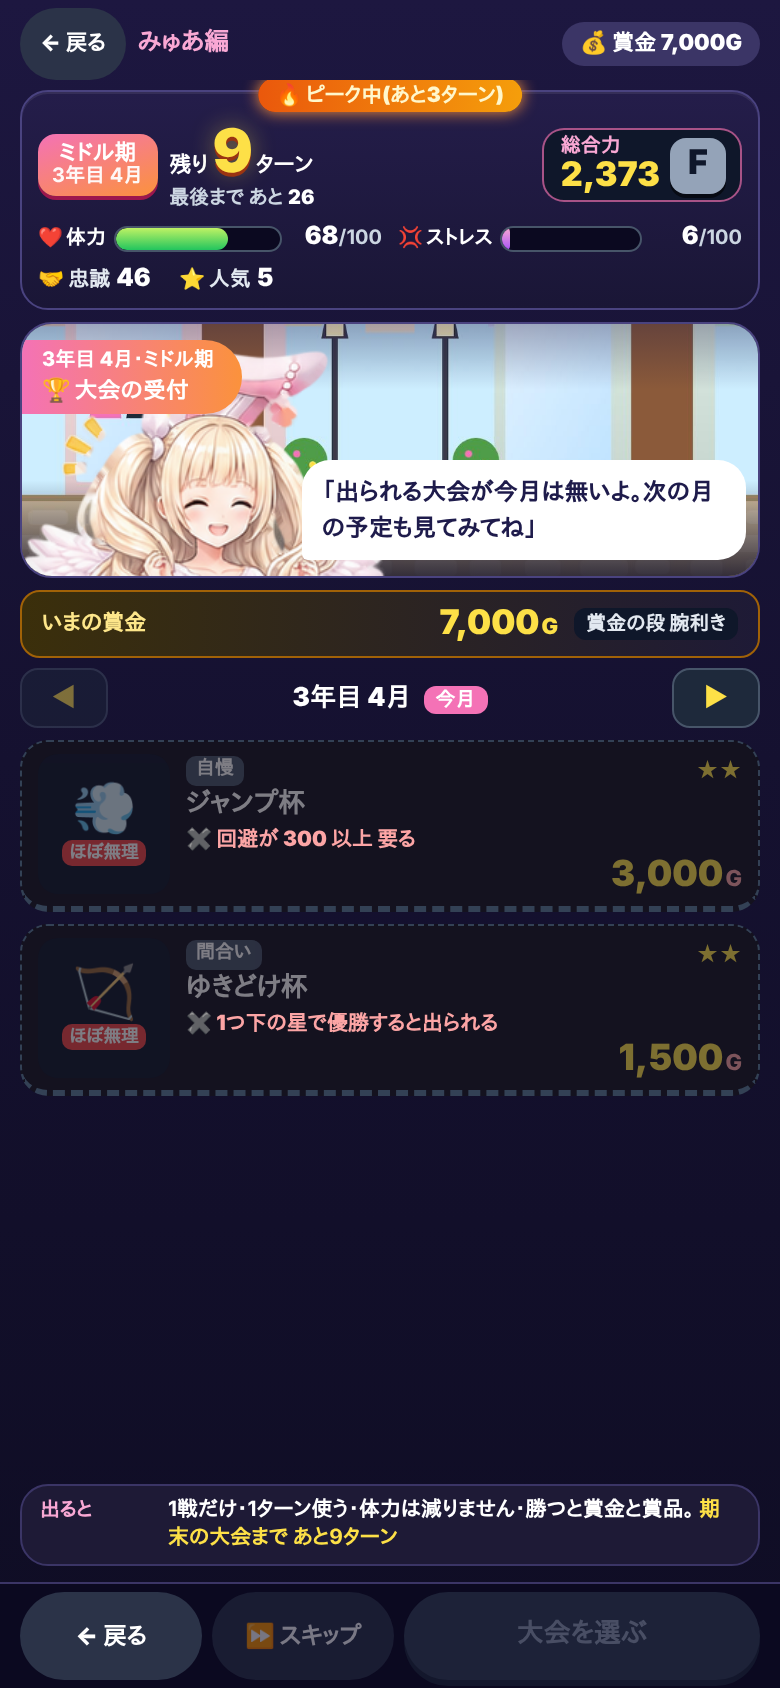 ← 戻る みゅあ編 💰 賞金 7,000G
🔥 ピーク中(あと3ターン)
ミドル期
3年目 4月
残り 9 ターン
最後まで あと 26
総合力
2,373 F
❤️ 体力 68/100 💢 ストレス 6/100
🤝 忠誠 46 ⭐ 人気 5
3年目 4月・ミドル期
🏆 大会の受付
「出られる大会が今月は無いよ。次の月
の予定も見てみてね」
いまの賞金 7,000G 賞金の段 腕利き
◀ 3年目 4月 今月 ▶
自慢 ★★
ジャンプ杯
ほぼ無理
✖ 回避が 300 以上 要る
3,000G
間合い ★★
ゆきどけ杯
ほぼ無理
✖ 1つ下の星で優勝すると出られる
1,500G
出ると 1戦だけ・1ターン使う・体力は減りません・勝つと賞金と賞品。期
末の大会まで あと9ターン
← 戻る ⏩ スキップ 大会を選ぶ